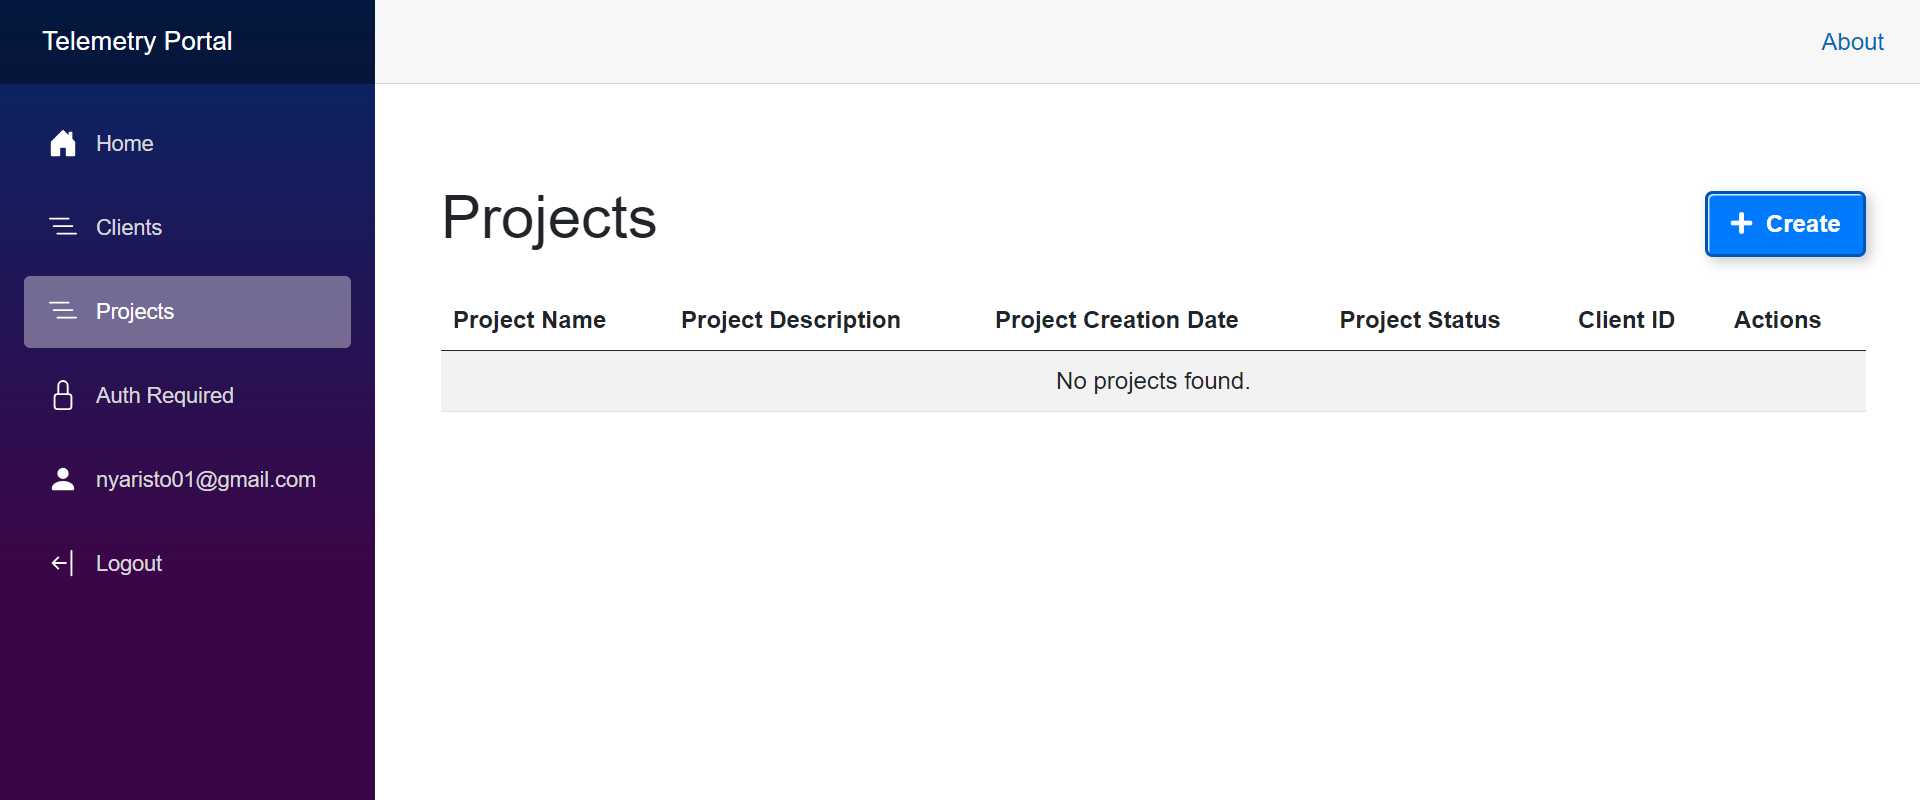 Telemetry Portal
About
Home
Clients
Projects
Auth Required
nyaristo01@gmail.com
Logout
Projects
Create
Project Name Project Description Project Creation Date Project Status Client ID Actions
No projects found.